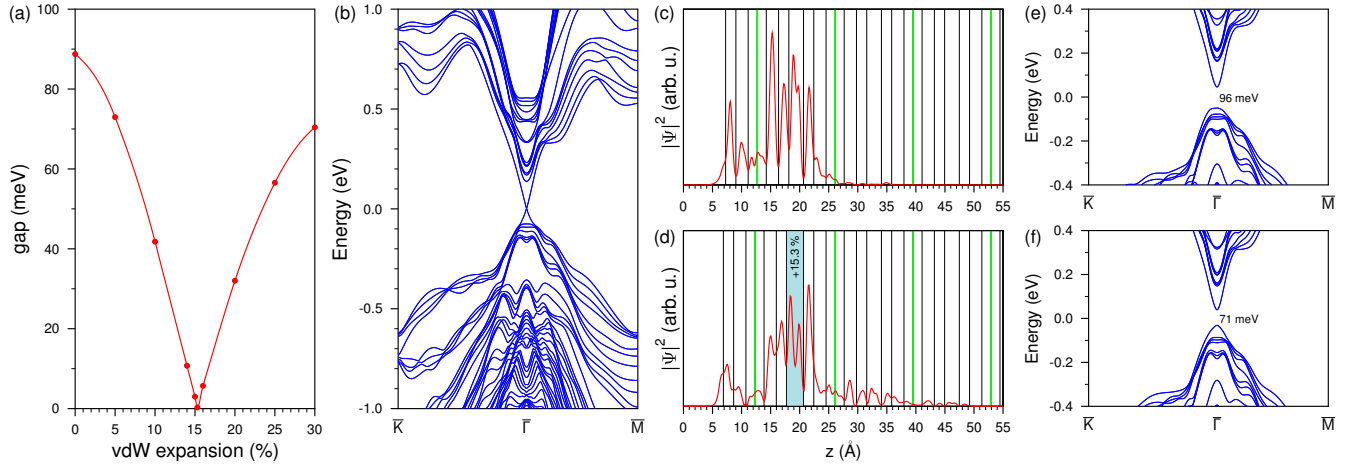 (a)
100
80
60
40
20
0
gap (meV)
0 5 10 15 20 25 30
vdW expansion (%)
(b)
1.0
0.5
0.0
-0.5
-1.0
Energy (eV)
K̅ Γ̅ M̅
(c)
|Ψ|² (arb. u.)
0 5 10 15 20 25 30 35 40 45 50 55
(d)
+15.3 %
|Ψ|² (arb. u.)
0 5 10 15 20 25 30 35 40 45 50 55
z (Å)
(e)
0.4
0.2
0.0
-0.2
-0.4
Energy (eV)
96 meV
K̅ Γ̅ M̅
(f)
0.4
0.2
0.0
-0.2
-0.4
Energy (eV)
71 meV
K̅ Γ̅ M̅